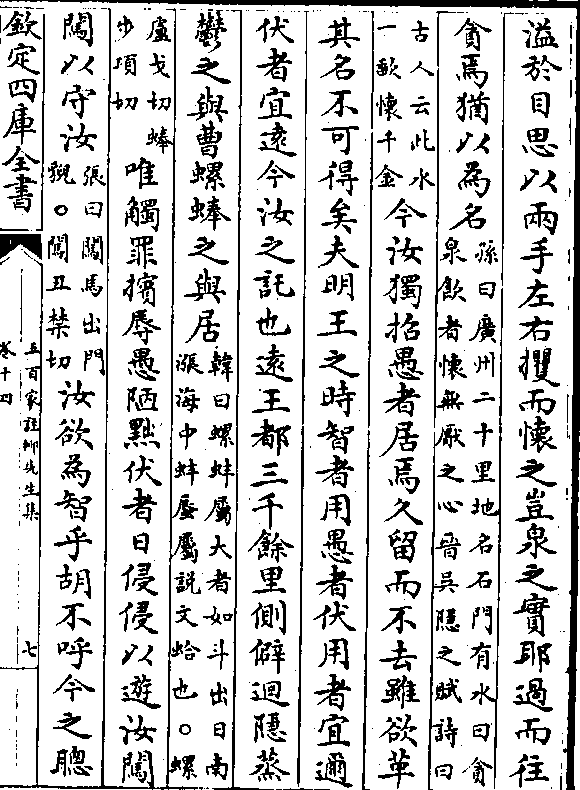 溢於目思以兩手左右攫而懷之豈泉之實耶過而往
貪焉猶以為名孫曰廣州二十里地名石門有水曰貪
泉飲者懷無厭之心晉吳隱之賦詩曰
古人云此水
一歃懷千金今汝獨招愚者居焉久留而不去雖欲革
其名不可得矣夫明王之時智者用愚者伏用者宜邇
伏者宜遠今汝之託也遠王都三千餘里側僻迴隱蒸
鬱之與曹螺蜯之與居韓曰螺蚌屬大者如斗出日南
漲海中蚌蜃屬説文蛤也○螺
盧戈切蜯
步項切唯觸罪擯辱愚陋黜伏者日侵侵以遊汝闖
闖以守汝張曰闖馬出門
貌○闖丑禁切汝欲為智乎胡不呼今之聰
欽定四庫全書
五百家註柳先生集
卷十四
七